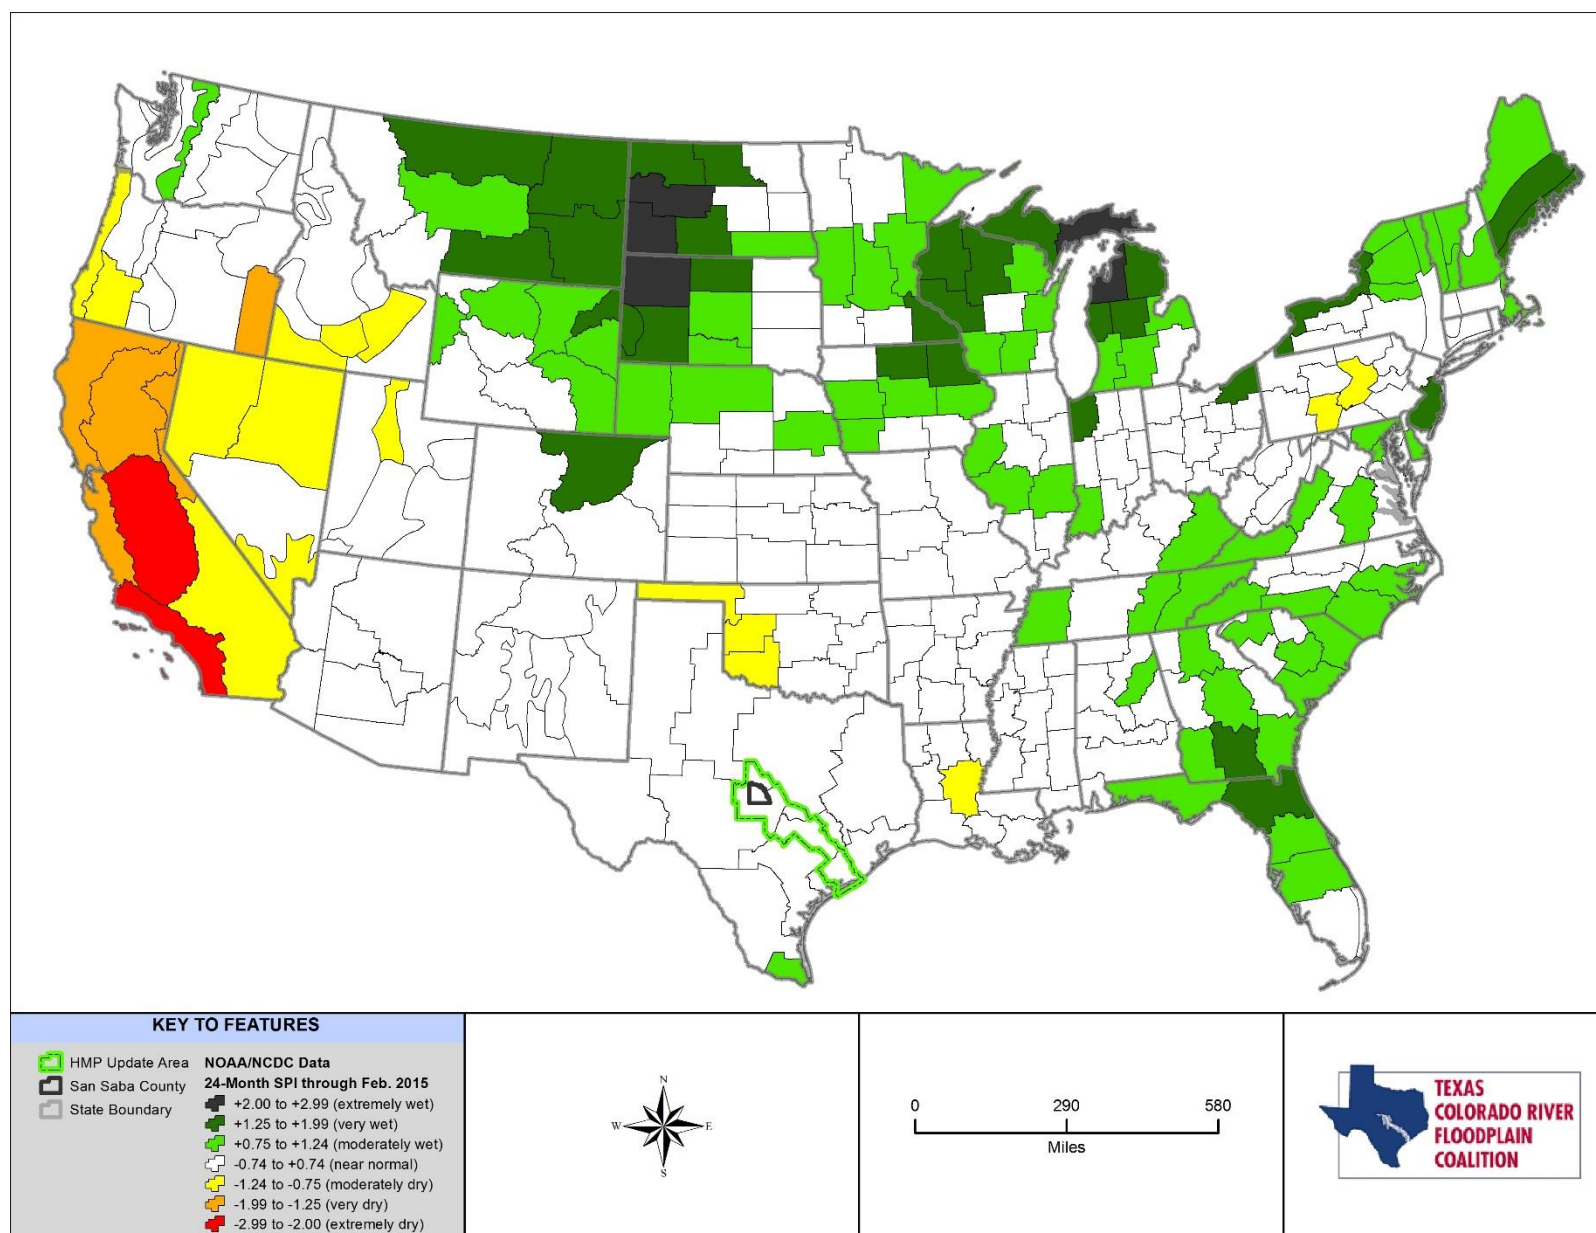 KEY TO FEATURES
HMP Update Area
San Saba County
State Boundary
NOAA/NCDC Data
24-Month SPI through Feb. 2015
+2.00 to +2.99 (extremely wet)
+1.25 to +1.99 (very wet)
+0.75 to +1.24 (moderately wet)
-0.74 to +0.74 (near normal)
-1.24 to -0.75 (moderately dry)
-1.99 to -1.25 (very dry)
-2.99 to -2.00 (extremely dry)
N
W E
S
0 290 580
Miles
TEXAS
COLORADO RIVER
FLOODPLAIN
COALITION